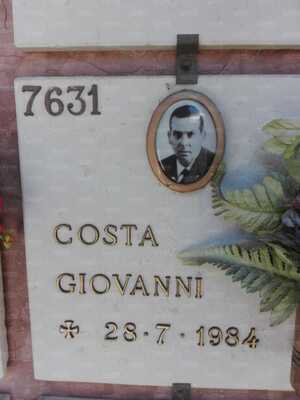 7631
COSTA
GIOVANNI
✠ 28·7·1984